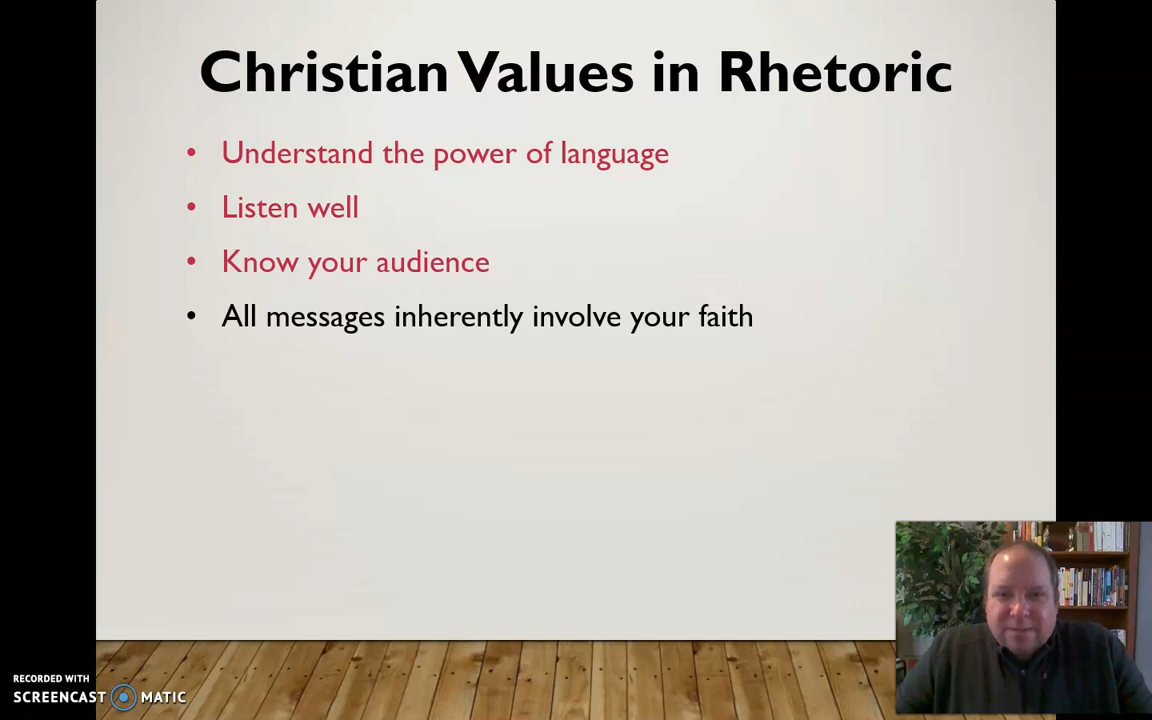 Christian Values in Rhetoric
• Understand the power of language
• Listen well
• Know your audience
• All messages inherently involve your faith
RECORDED WITH
SCREENCAST MATIC